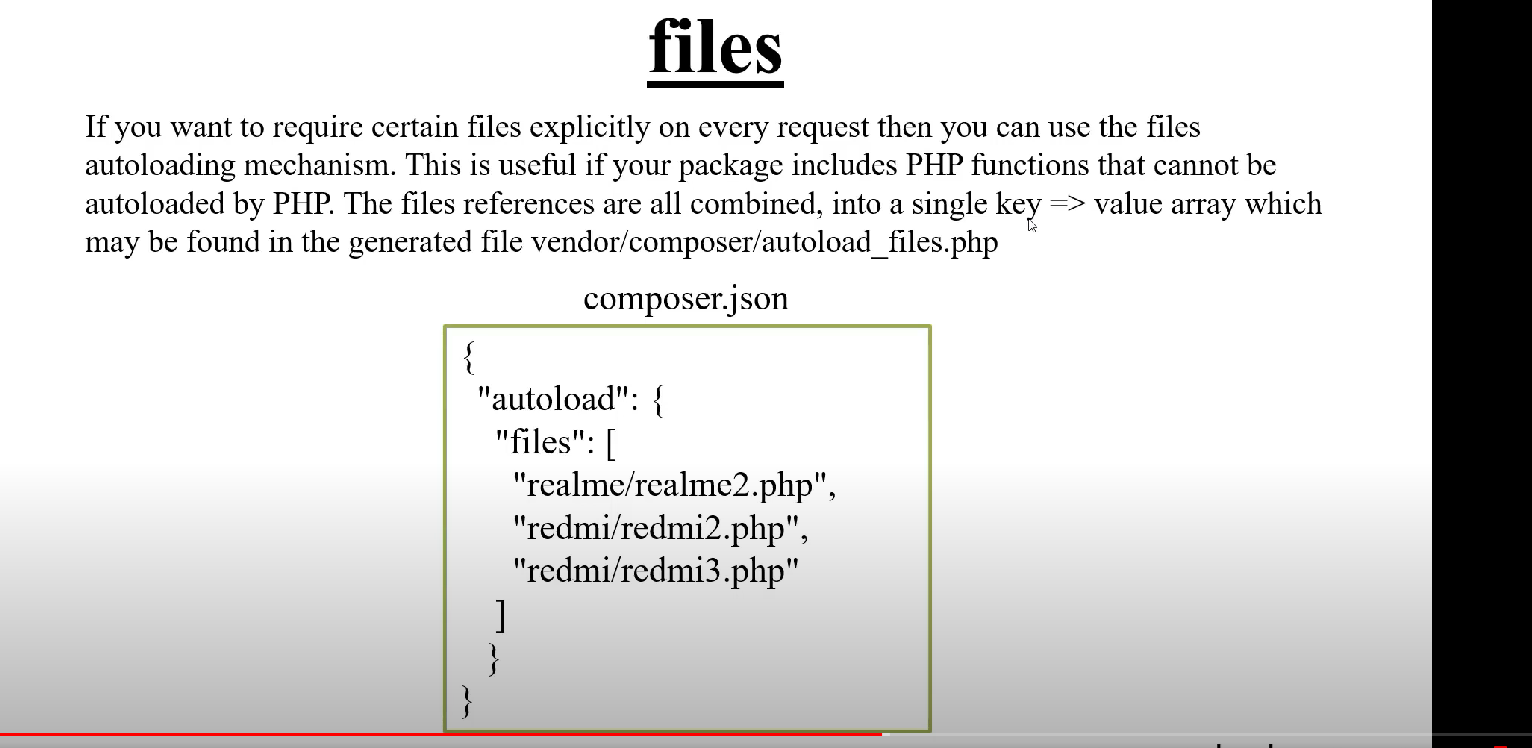 files
If you want to require certain files explicitly on every request then you can use the files
autoloading mechanism. This is useful if your package includes PHP functions that cannot be
autoloaded by PHP. The files references are all combined, into a single key => value array which
may be found in the generated file vendor/composer/autoload_files.php
composer.json
{
"autoload": {
"files": [
"realme/realme2.php",
"redmi/redmi2.php",
"redmi/redmi3.php"
]
}
}